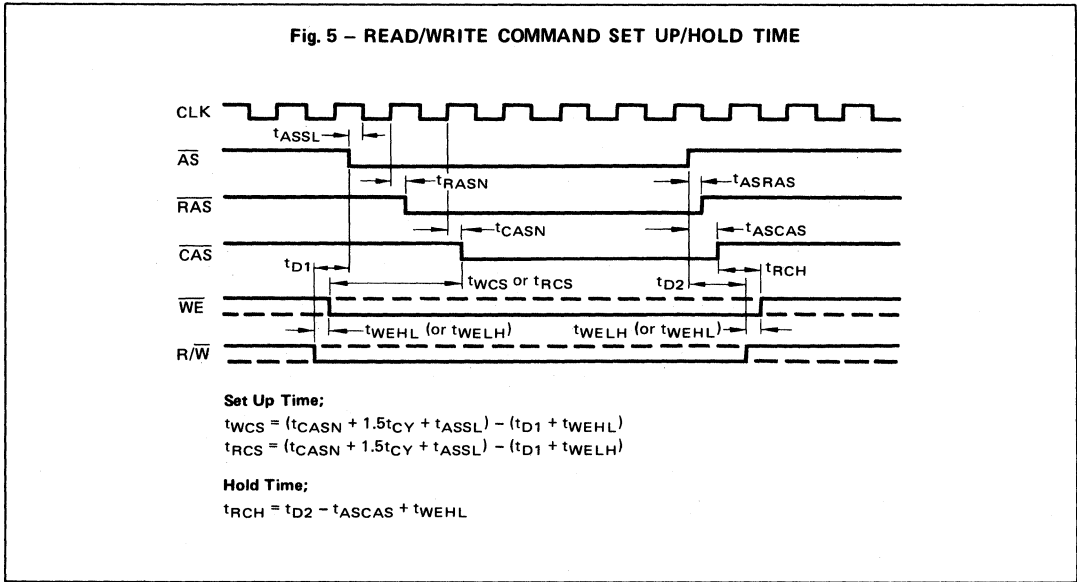 Fig. 5 – READ/WRITE COMMAND SET UP/HOLD TIME
CLK
tASSL
AS
tRASN
tASRAS
RAS
tCASN
tASCAS
CAS
tD1
tRCH
tWCS or tRCS
tD2
WE
tWEHL (or tWELH)
tWELH (or tWEHL)
R/W
Set Up Time;
tWCS = (tCASN + 1.5tCY + tASSL) – (tD1 + tWEHL)
tRCS = (tCASN + 1.5tCY + tASSL) – (tD1 + tWELH)
Hold Time;
tRCH = tD2 – tASCAS + tWEHL